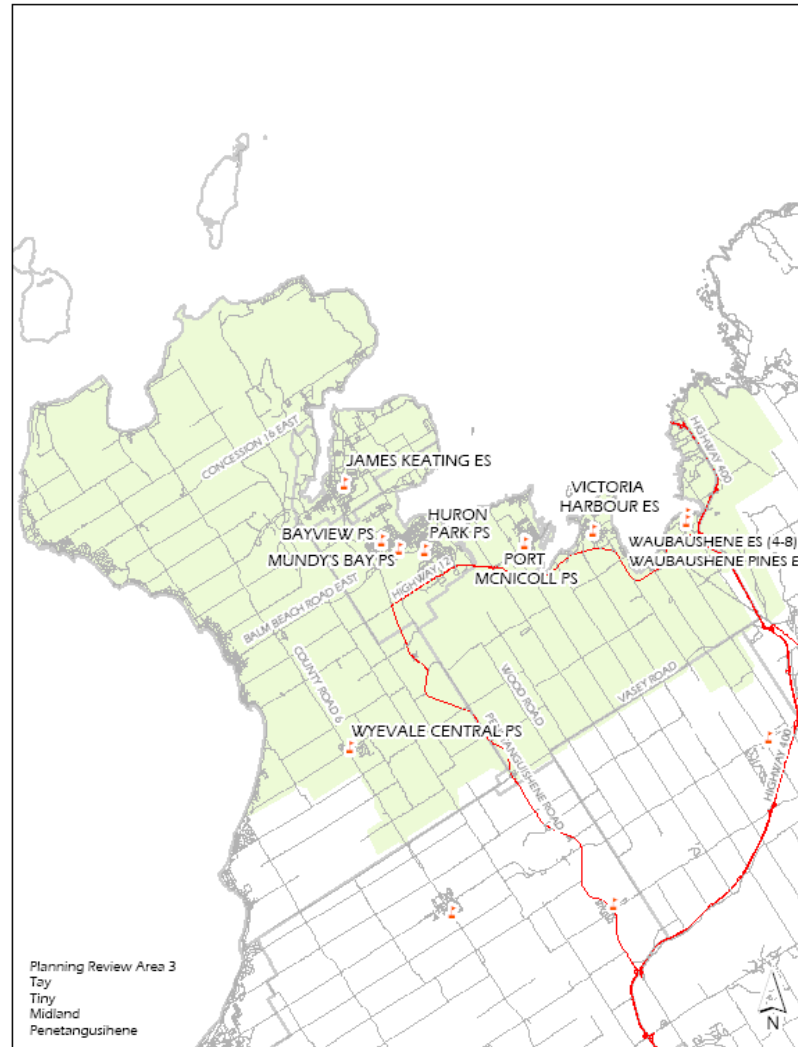 HIGHWAY 400
CONCESSION 16 EAST
JAMES KEATING ES
VICTORIA
HARBOUR ES
HURON
PARK PS
BAYVIEW PS
MUNDY'S BAY PS
WAUBAUSHENE ES (4-8)
WAUBAUSHENE PINES E
PORT
MCNICOLL PS
HIGHWAY 12
BALM BEACH ROAD EAST
COUNTY ROAD 6
WOOD ROAD
VASEY ROAD
WYEVALE CENTRAL PS
PENETANGUISHENE ROAD
HIGHWAY 400
Planning Review Area 3
Tay
Tiny
Midland
Penetangusihene
N